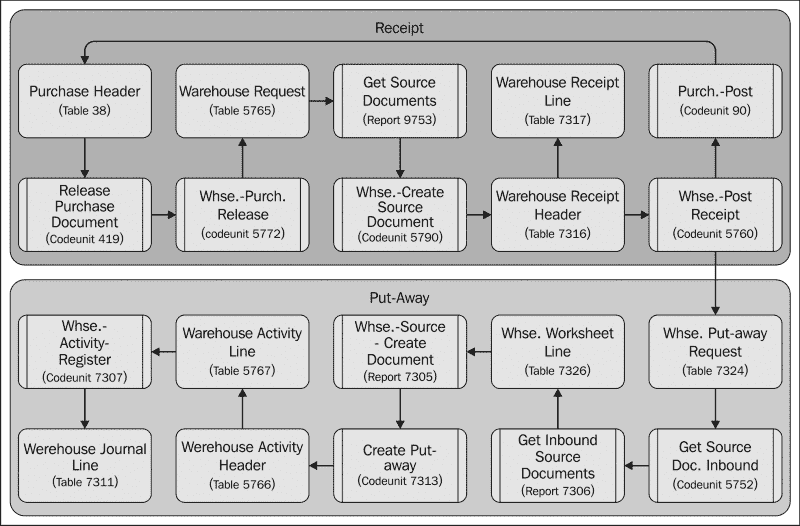 Receipt
Purchase Header
(Table 38)
Warehouse Request
(Table 5765)
Get Source
Documents
(Report 9753)
Warehouse Receipt
Line
(Table 7317)
Purch.-Post
(Codeunit 90)
Release
Purchase
Document
(Codeunit 419)
Whse.-Purch.
Release
(codeunit 5772)
Whse.-Create
Source
Document
(Codeunit 5790)
Warehouse Receipt
Header
(Table 7316)
Whse.-Post
Receipt
(Codeunit 5760)
Put-Away
Whse.-
Activity-
Register
(Codeunit 7307)
Warehouse Activity
Line
(Table 5767)
Whse.-Source
- Create
Document
(Report 7305)
Whse. Worksheet
Line
(Table 7326)
Whse. Put-away
Request
(Table 7324)
Werehouse Journal
Line
(Table 7311)
Werehouse Activity
Header
(Table 5766)
Create Put-
away
(Codeunit 7313)
Get Inbound
Source
Documents
(Report 7306)
Get Source
Doc. Inbound
(Codeunit 5752)